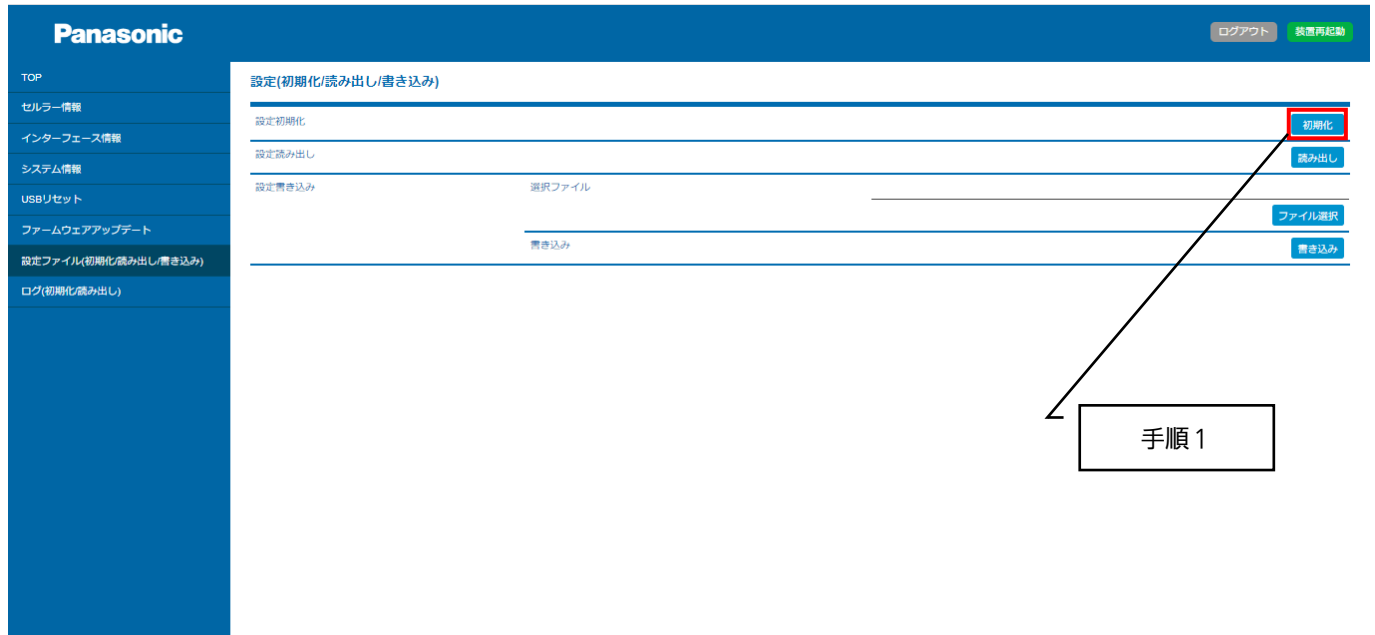 Panasonic
ログアウト 装置再起動
TOP
セルラー情報
インターフェース情報
システム情報
USBリセット
ファームウェアアップデート
設定ファイル(初期化/読み出し/書き込み)
ログ(初期化/読み出し)
設定(初期化/読み出し/書き込み)
設定初期化 初期化
設定読み出し 読み出し
設定書き込み 選択ファイル
ファイル選択
書き込み 書き込み
手順1